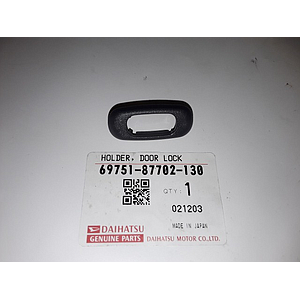 HOLDER, DOOR LOCK
69751-87702-130
QTY: 1
021203
MADE IN JAPAN
DAIHATSU
GENUINE PARTS DAIHATSU MOTOR CO.,LTD.